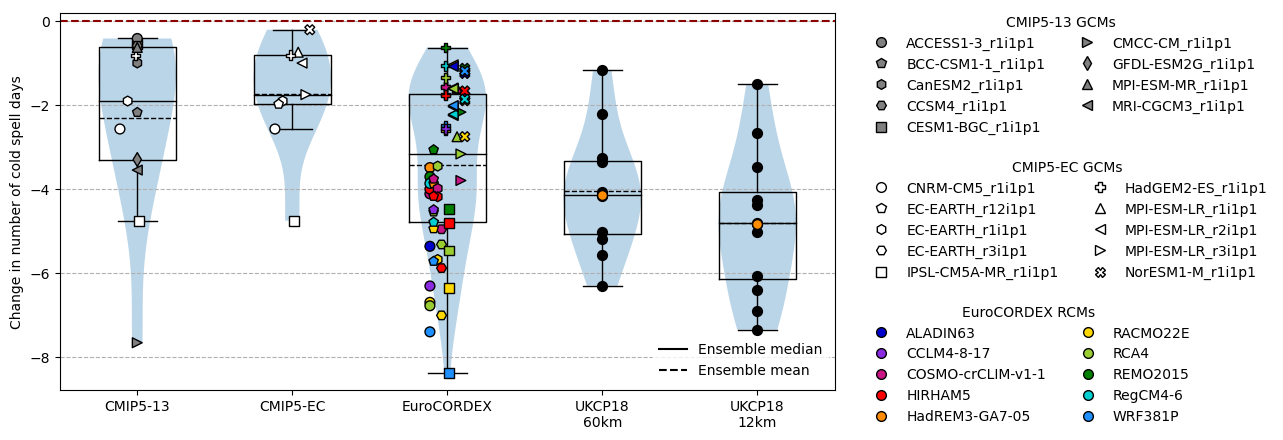 Change in number of cold spell days
0
−2
−4
−6
−8
CMIP5-13
CMIP5-EC
EuroCORDEX
UKCP18
60km
UKCP18
12km
Ensemble median
Ensemble mean
CMIP5-13 GCMs
ACCESS1-3_r1i1p1
BCC-CSM1-1_r1i1p1
CanESM2_r1i1p1
CCSM4_r1i1p1
CESM1-BGC_r1i1p1
CMCC-CM_r1i1p1
GFDL-ESM2G_r1i1p1
MPI-ESM-MR_r1i1p1
MRI-CGCM3_r1i1p1
CMIP5-EC GCMs
CNRM-CM5_r1i1p1
EC-EARTH_r12i1p1
EC-EARTH_r1i1p1
EC-EARTH_r3i1p1
IPSL-CM5A-MR_r1i1p1
HadGEM2-ES_r1i1p1
MPI-ESM-LR_r1i1p1
MPI-ESM-LR_r2i1p1
MPI-ESM-LR_r3i1p1
NorESM1-M_r1i1p1
EuroCORDEX RCMs
ALADIN63
CCLM4-8-17
COSMO-crCLIM-v1-1
HIRHAM5
HadREM3-GA7-05
RACMO22E
RCA4
REMO2015
RegCM4-6
WRF381P